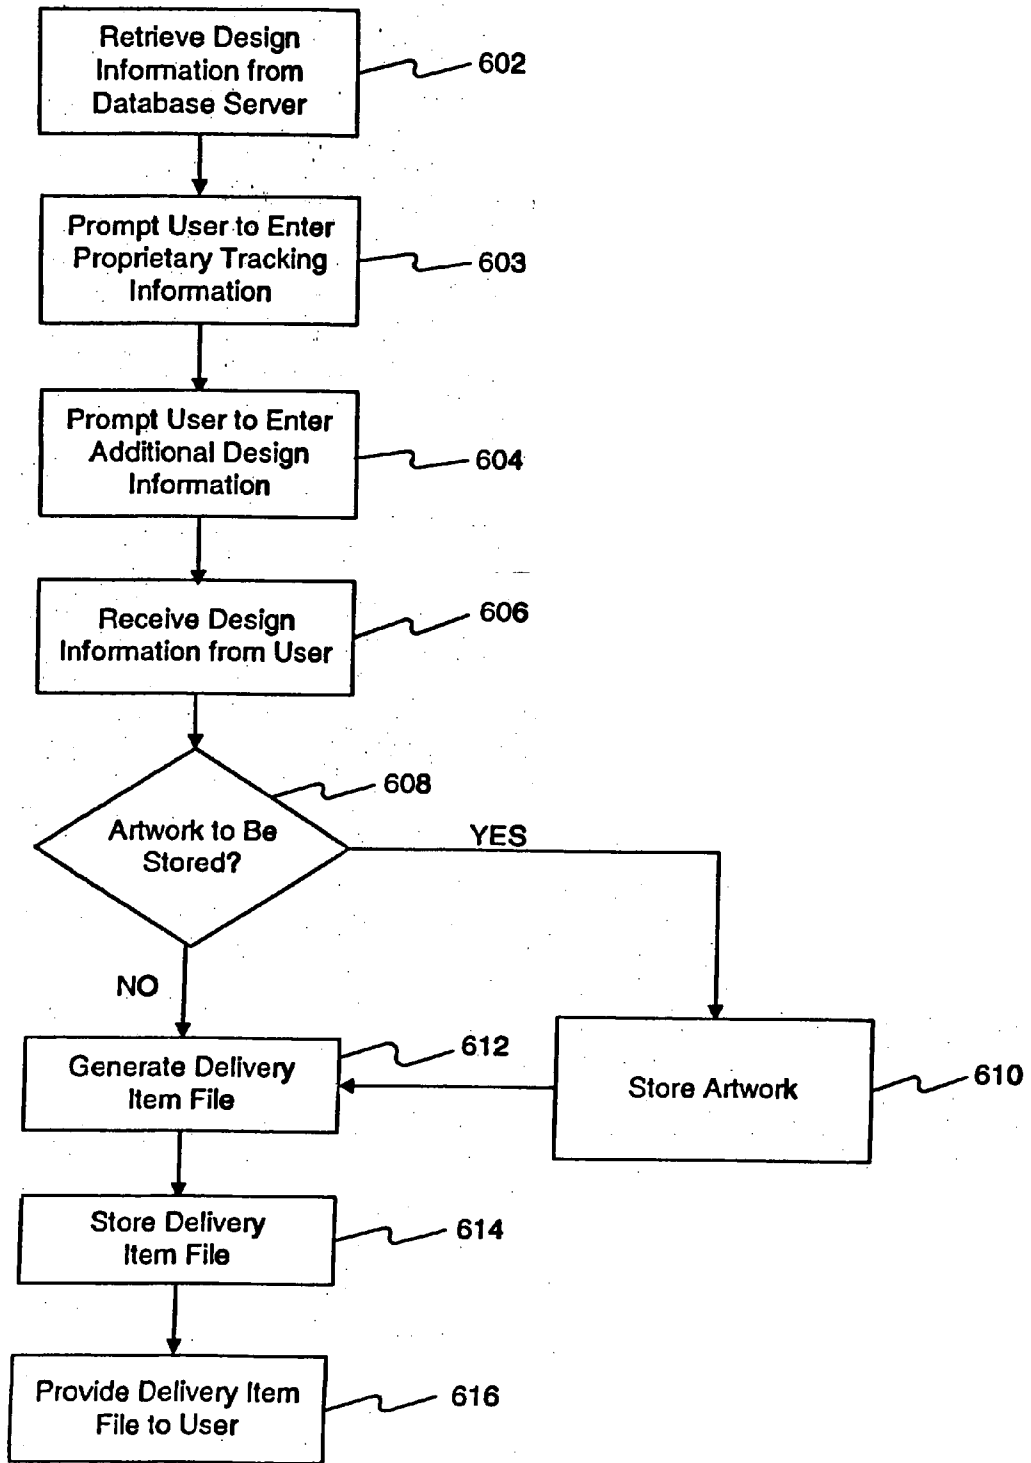 Retrieve Design
Information from
Database Server
602
Prompt User to Enter
Proprietary Tracking
Information
603
Prompt User to Enter
Additional Design
Information
604
Receive Design
Information from User
606
608
Artwork to Be
Stored?
YES
NO
Generate Delivery
Item File
612
Store Artwork
610
Store Delivery
Item File
614
Provide Delivery Item
File to User
616